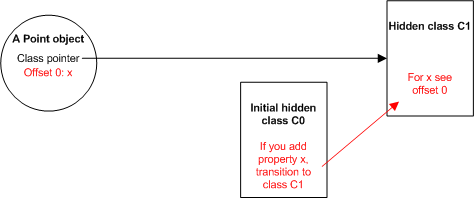 A Point object
Class pointer
Offset 0: x
Hidden class C1
For x see
offset 0
Initial hidden
class C0
If you add
property x,
transition to
class C1